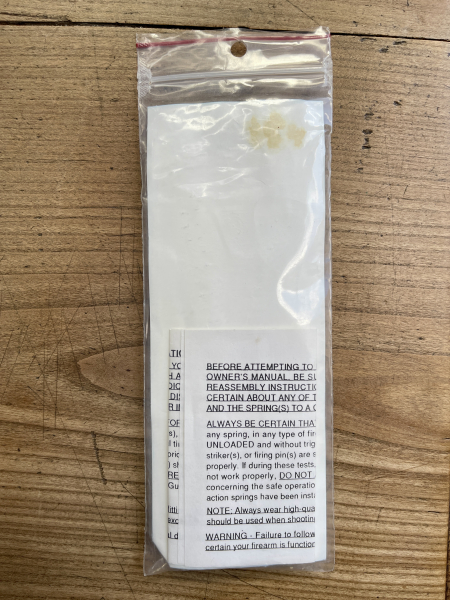 BEFORE ATTEMPTING TO
OWNER'S MANUAL, BE SU
REASSEMBLY INSTRUCTIO
CERTAIN ABOUT ANY OF T
AND THE SPRING(S) TO A
ALWAYS BE CERTAIN THA
any spring, in any type of fir
UNLOADED and without trig
striker(s), or firing pin(s) are s
properly. If during these tests,
not work properly, DO NOT
concerning the safe operatio
action springs have been insta
NOTE: Always wear high-qua
should be used when shootin
WARNING - Failure to follow
certain your firearm is function